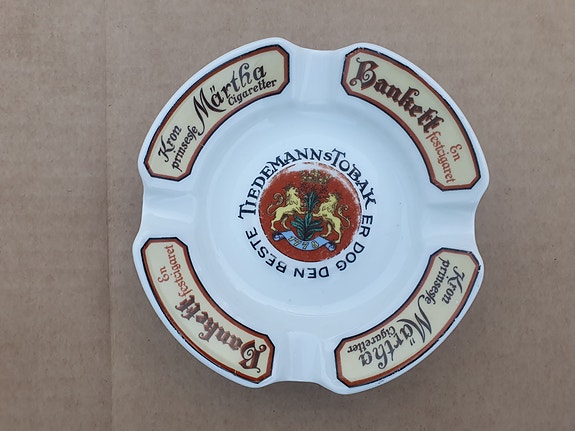 Kron
prinsesse
Märtha
Cigaretter
Bankett
En
festcigaret
TIEDEMANNS TOBAK ER DOG DEN BESTE
Kron
prinsesse
Märtha
Cigaretter
Bankett
En
festcigaret